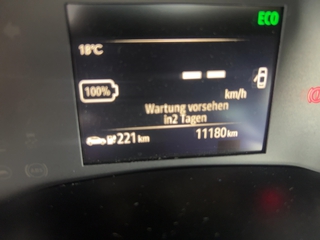 ECO
18°C
100%
-- --
km/h
Wartung vorsehen
in2 Tagen
221 km
11180 km